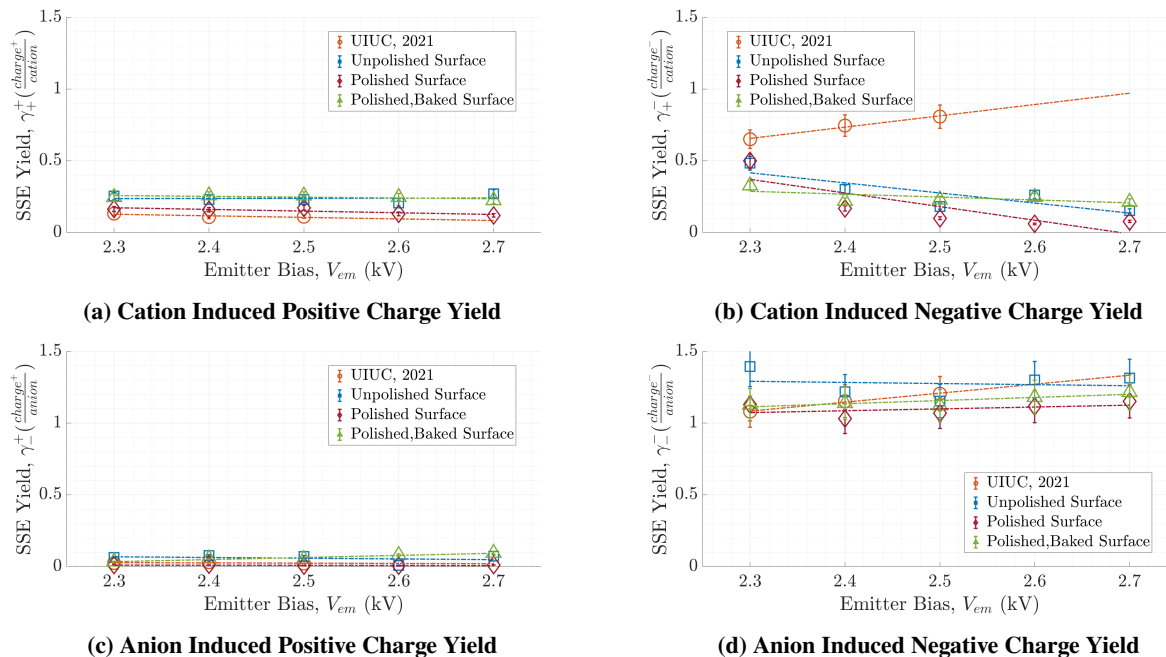 1.5
1
0.5
0
SSE Yield, γ₊⁺(charge⁺/cation)
UIUC, 2021
Unpolished Surface
Polished Surface
Polished,Baked Surface
2.3 2.4 2.5 2.6 2.7
Emitter Bias, V_em (kV)
(a) Cation Induced Positive Charge Yield
1.5
1
0.5
0
SSE Yield, γ₊⁻(charge⁻/cation)
UIUC, 2021
Unpolished Surface
Polished Surface
Polished,Baked Surface
2.3 2.4 2.5 2.6 2.7
Emitter Bias, V_em (kV)
(b) Cation Induced Negative Charge Yield
1.5
1
0.5
0
SSE Yield, γ₋⁺(charge⁺/anion)
UIUC, 2021
Unpolished Surface
Polished Surface
Polished,Baked Surface
2.3 2.4 2.5 2.6 2.7
Emitter Bias, V_em (kV)
(c) Anion Induced Positive Charge Yield
1.5
1
0.5
0
SSE Yield, γ₋⁻(charge⁻/anion)
UIUC, 2021
Unpolished Surface
Polished Surface
Polished,Baked Surface
2.3 2.4 2.5 2.6 2.7
Emitter Bias, V_em (kV)
(d) Anion Induced Negative Charge Yield